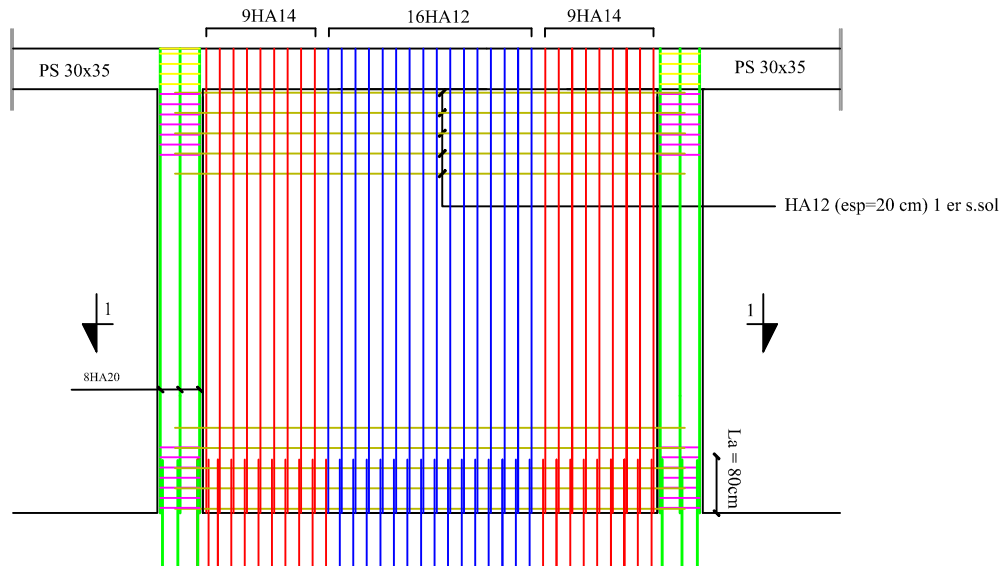 9HA14
16HA12
9HA14
PS 30x35
PS 30x35
HA12 (esp=20 cm) 1 er s.sol
1
1
8HA20
La = 80cm